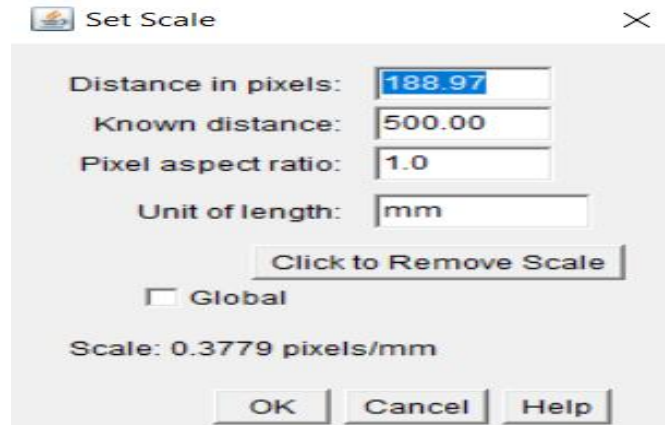 Set Scale
Distance in pixels: 188.97
Known distance: 500.00
Pixel aspect ratio: 1.0
Unit of length: mm
Click to Remove Scale
Global
Scale: 0.3779 pixels/mm
OK Cancel Help